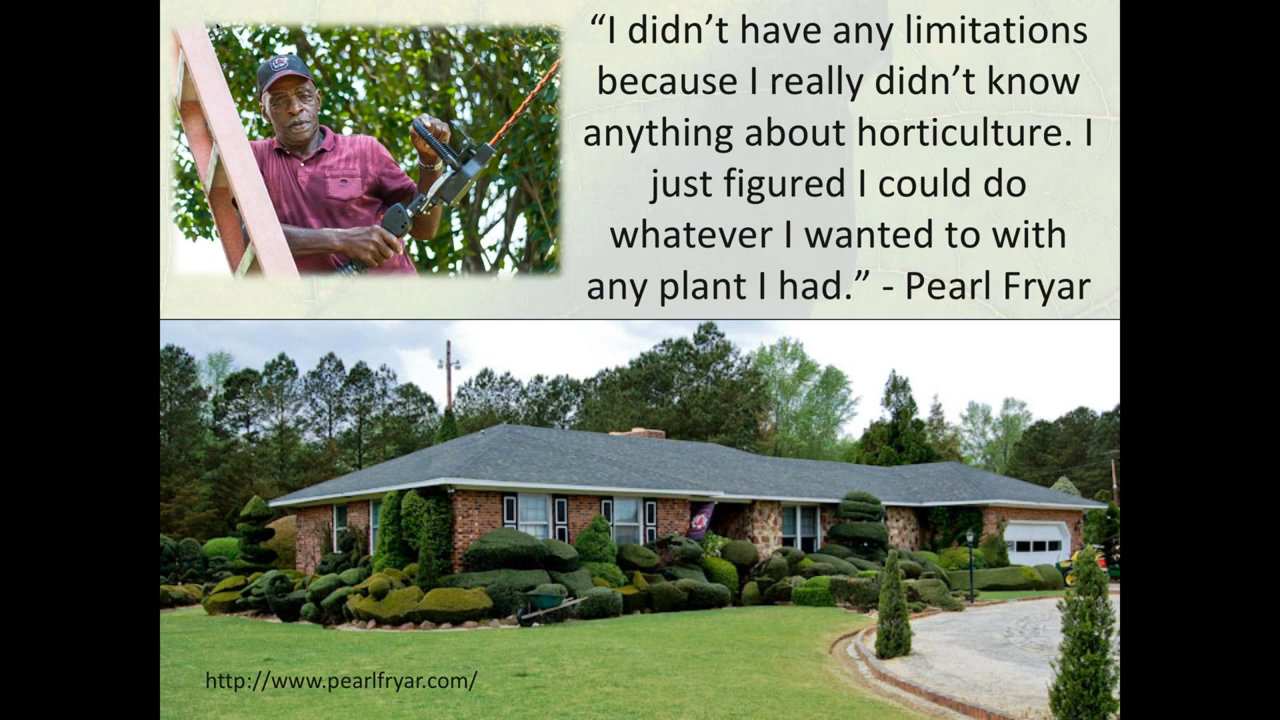 “I didn’t have any limitations
because I really didn’t know
anything about horticulture. I
just figured I could do
whatever I wanted to with
any plant I had.” - Pearl Fryar
http://www.pearlfryar.com/